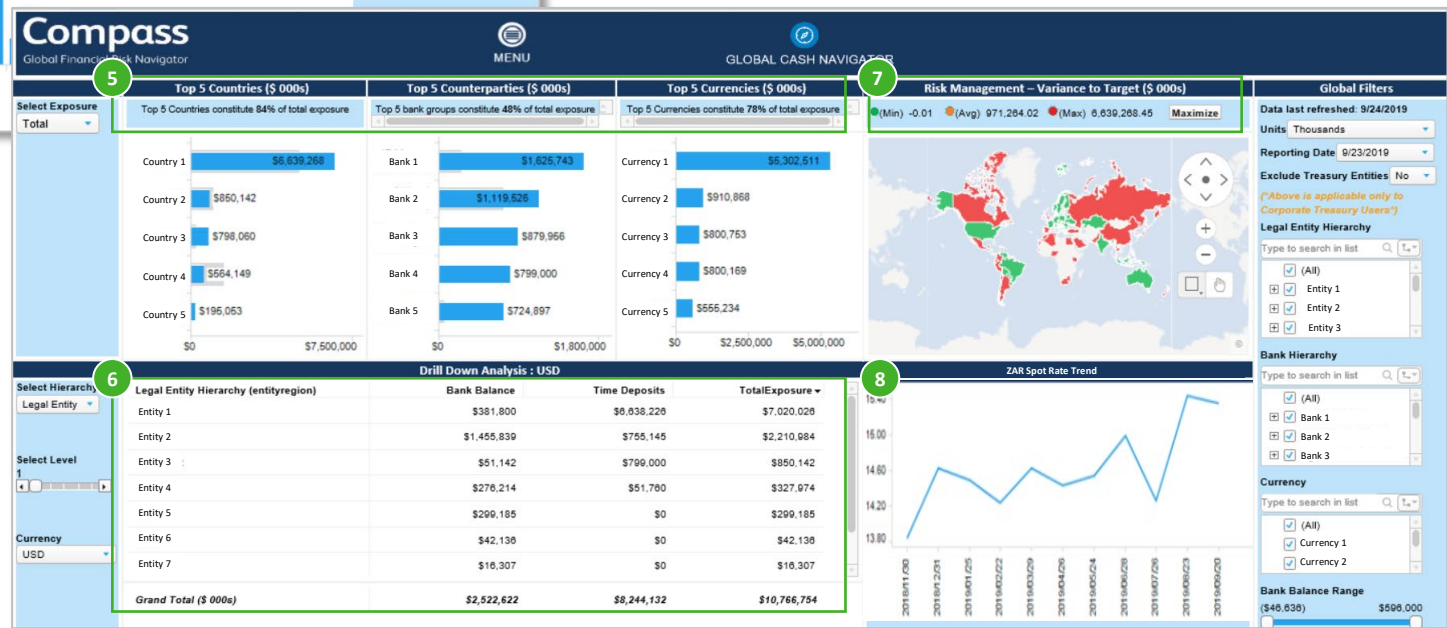 Compass
Global Financial Risk Navigator
MENU
GLOBAL CASH NAVIGATOR
5
7
Top 5 Countries ($ 000s)
Top 5 Counterparties ($ 000s)
Top 5 Currencies ($ 000s)
Risk Management – Variance to Target ($ 000s)
Global Filters
Select Exposure
Total
Top 5 Countries constitute 84% of total exposure
Top 5 bank groups constitute 48% of total exposure
Top 5 Currencies constitute 78% of total exposure
(Min) -0.01 (Avg) 971,264.02 (Max) 6,639,268.45 Maximize
Country 1 $6,639,268
Country 2 $850,142
Country 3 $798,060
Country 4 $564,149
Country 5 $195,053
$0 $7,500,000
Bank 1 $1,625,743
Bank 2 $1,119,526
Bank 3 $879,956
Bank 4 $799,000
Bank 5 $724,897
$0 $1,800,000
Currency 1 $5,302,511
Currency 2 $910,868
Currency 3 $800,753
Currency 4 $800,169
Currency 5 $555,234
$0 $2,500,000 $5,000,000
Data last refreshed: 9/24/2019
Units Thousands
Reporting Date 9/23/2019
Exclude Treasury Entities No
("Above is applicable only to
Corporate Treasury Users")
Legal Entity Hierarchy
Type to search in list
(All)
Entity 1
Entity 2
Entity 3
Bank Hierarchy
Type to search in list
(All)
Bank 1
Bank 2
Bank 3
Currency
Type to search in list
(All)
Currency 1
Currency 2
Bank Balance Range
($46,636) $596,000
6
Drill Down Analysis : USD
8
ZAR Spot Rate Trend
Select Hierarchy
Legal Entity
Select Level
1
Currency
USD
Legal Entity Hierarchy (entityregion) Bank Balance Time Deposits TotalExposure
Entity 1 $381,800 $6,638,226 $7,020,026
Entity 2 $1,455,839 $755,145 $2,210,984
Entity 3 $51,142 $799,000 $850,142
Entity 4 $276,214 $51,760 $327,974
Entity 5 $299,185 $0 $299,185
Entity 6 $42,136 $0 $42,136
Entity 7 $16,307 $0 $16,307
Grand Total ($ 000s) $2,522,622 $8,244,132 $10,766,754
15.40
15.00
14.60
14.20
13.80
2018/11/30
2018/12/31
2019/01/25
2019/02/22
2019/03/29
2019/04/26
2019/05/24
2019/06/28
2019/07/26
2019/08/23
2019/09/20